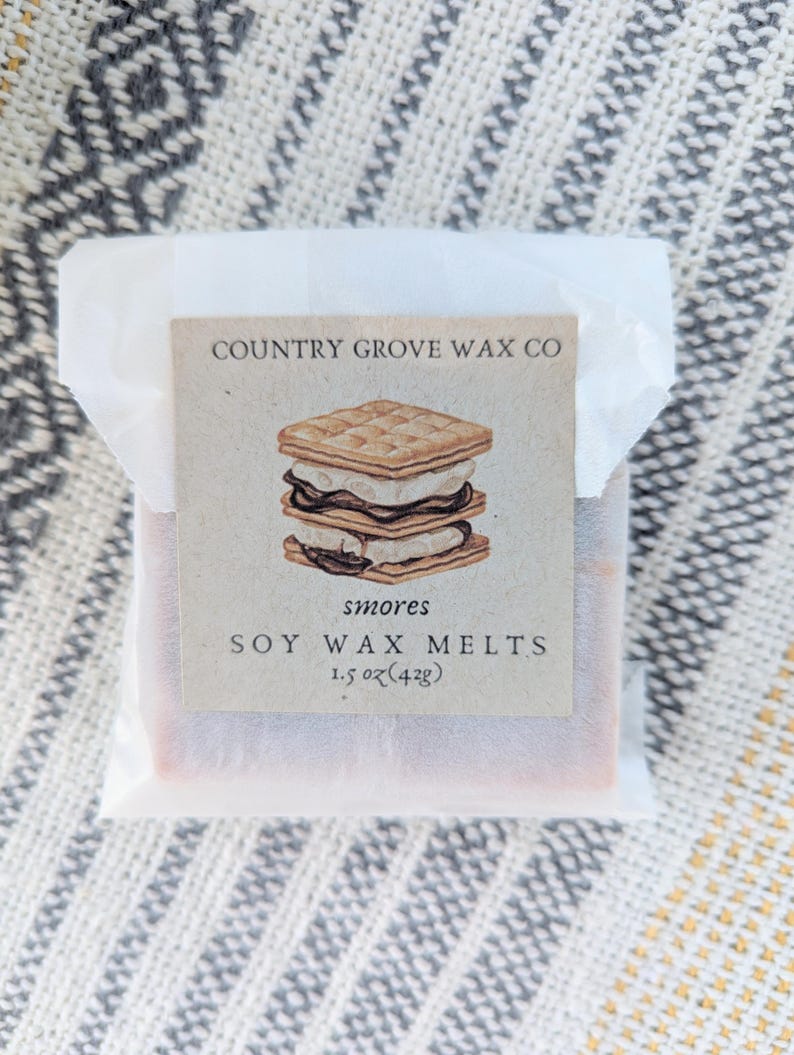 COUNTRY GROVE WAX CO
smores
SOY WAX MELTS
1.5 oz(42g)